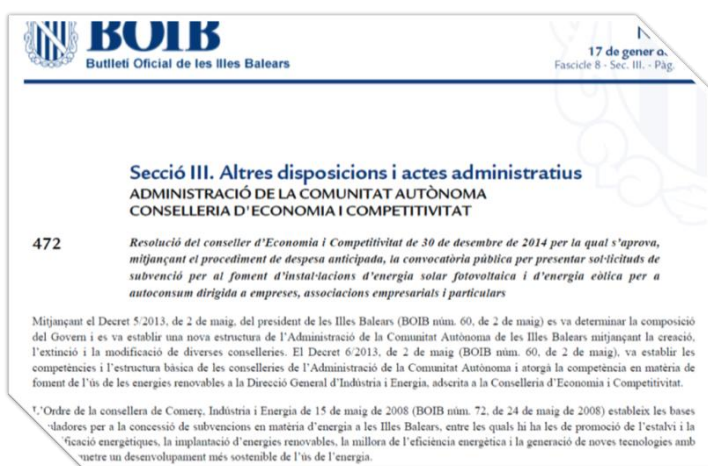 BOIB
Butlletí Oficial de les Illes Balears
17 de gener
Fascicle 8 - Sec. III. - Pàg.
Secció III. Altres disposicions i actes administratius
ADMINISTRACIÓ DE LA COMUNITAT AUTÒNOMA
CONSELLERIA D'ECONOMIA I COMPETITIVITAT
472
Resolució del conseller d'Economia i Competitivitat de 30 de desembre de 2014 per la qual s'aprova,
mitjançant el procediment de despesa anticipada, la convocatòria pública per presentar sol·licituds de
subvenció per al foment d'instal·lacions d'energia solar fotovoltaica i d'energia eòlica per a
autoconsum dirigida a empreses, associacions empresarials i particulars
Mitjançant el Decret 5/2013, de 2 de maig, del president de les Illes Balears (BOIB núm. 60, de 2 de maig) es va determinar la composició
del Govern i es va establir una nova estructura de l'Administració de la Comunitat Autònoma de les Illes Balears mitjançant la creació,
l'extinció i la modificació de diverses conselleries. El Decret 6/2013, de 2 de maig (BOIB núm. 60, de 2 de maig), va establir les
competències i l'estructura bàsica de les conselleries de l'Administració de la Comunitat Autònoma i atorgà la competència en matèria de
foment de l'ús de les energies renovables a la Direcció General d'Indústria i Energia, adscrita a la Conselleria d'Economia i Competitivitat.
L'Ordre de la consellera de Comerç, Indústria i Energia de 15 de maig de 2008 (BOIB núm. 72, de 24 de maig de 2008) estableix les bases
uladores per a la concessió de subvencions en matèria d'energia a les Illes Balears, entre les quals hi ha les de promoció de l'estalvi i la
ficació energètiques, la implantació d'energies renovables, la millora de l'eficiència energètica i la generació de noves tecnologies amb
metre un desenvolupament més sostenible de l'ús de l'energia.